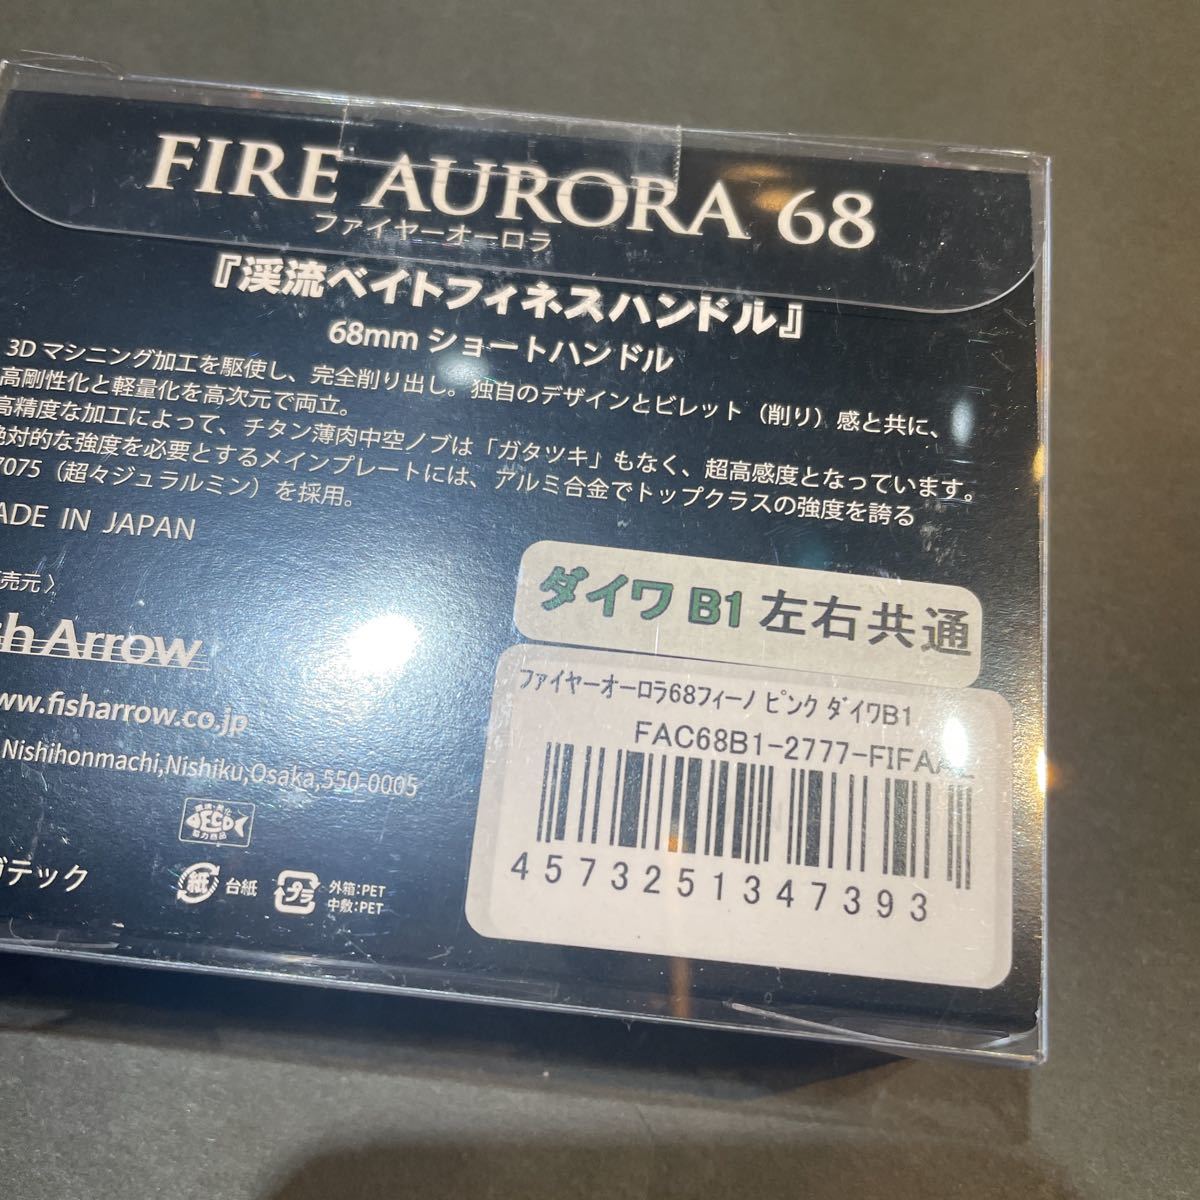 FIRE AURORA 68
ファイヤーオーロラ
『渓流ベイトフィネスハンドル』
68mm ショートハンドル
3D マシニング加工を駆使し、完全削り出し。独自のデザインとビレット（削り）感と共に、
高剛性化と軽量化を高次元で両立。
高精度な加工によって、チタン薄肉中空ノブは「ガタツキ」もなく、超高感度となっています。
絶対的な強度を必要とするメインプレートには、アルミ合金でトップクラスの強度を誇る
7075（超々ジュラルミン）を採用。
ADE IN JAPAN
売元〉
sh Arrow
ww.fisharrow.co.jp
Nishihonmachi,Nishiku,Osaka,550-0005
ECO
テック
紙 台紙
プラ 外箱:PET
中敷:PET
ダイワ B1 左右共通
ファイヤーオーロラ68フィーノ ピンク ダイワB1
FAC68B1-2777-FIFAA
4573251347393